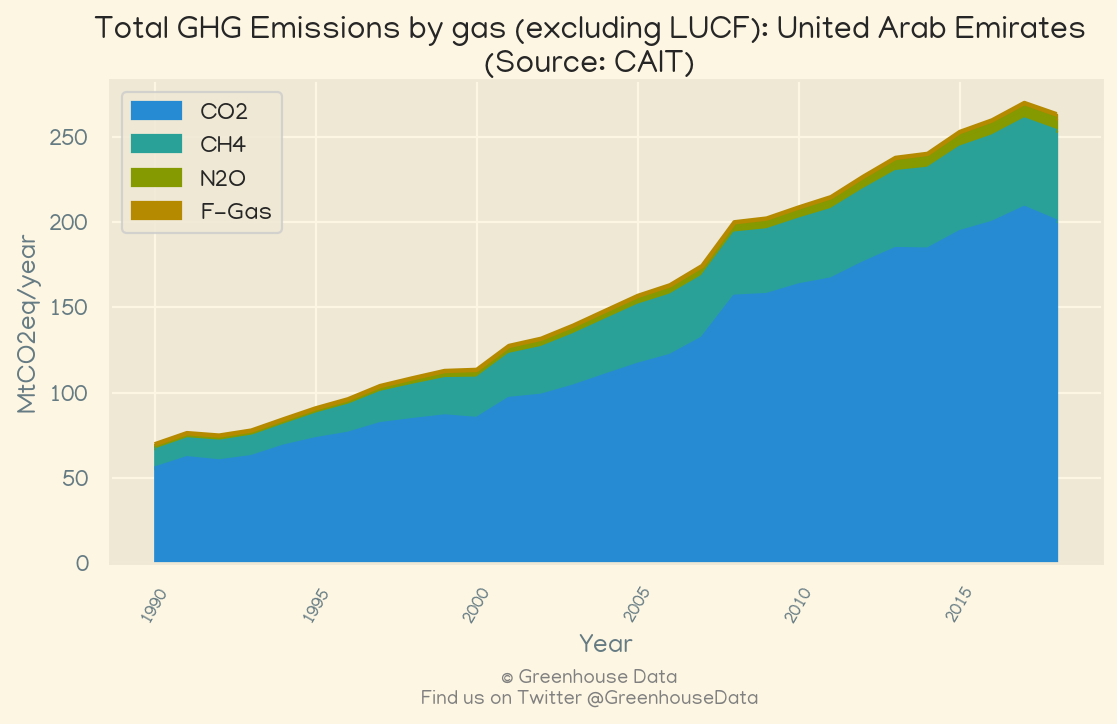 Total GHG Emissions by gas (excluding LUCF): United Arab Emirates
(Source: CAIT)
CO2
CH4
N2O
F-Gas
MtCO2eq/year
250
200
150
100
50
0
1990
1995
2000
2005
2010
2015
Year
© Greenhouse Data
Find us on Twitter @GreenhouseData